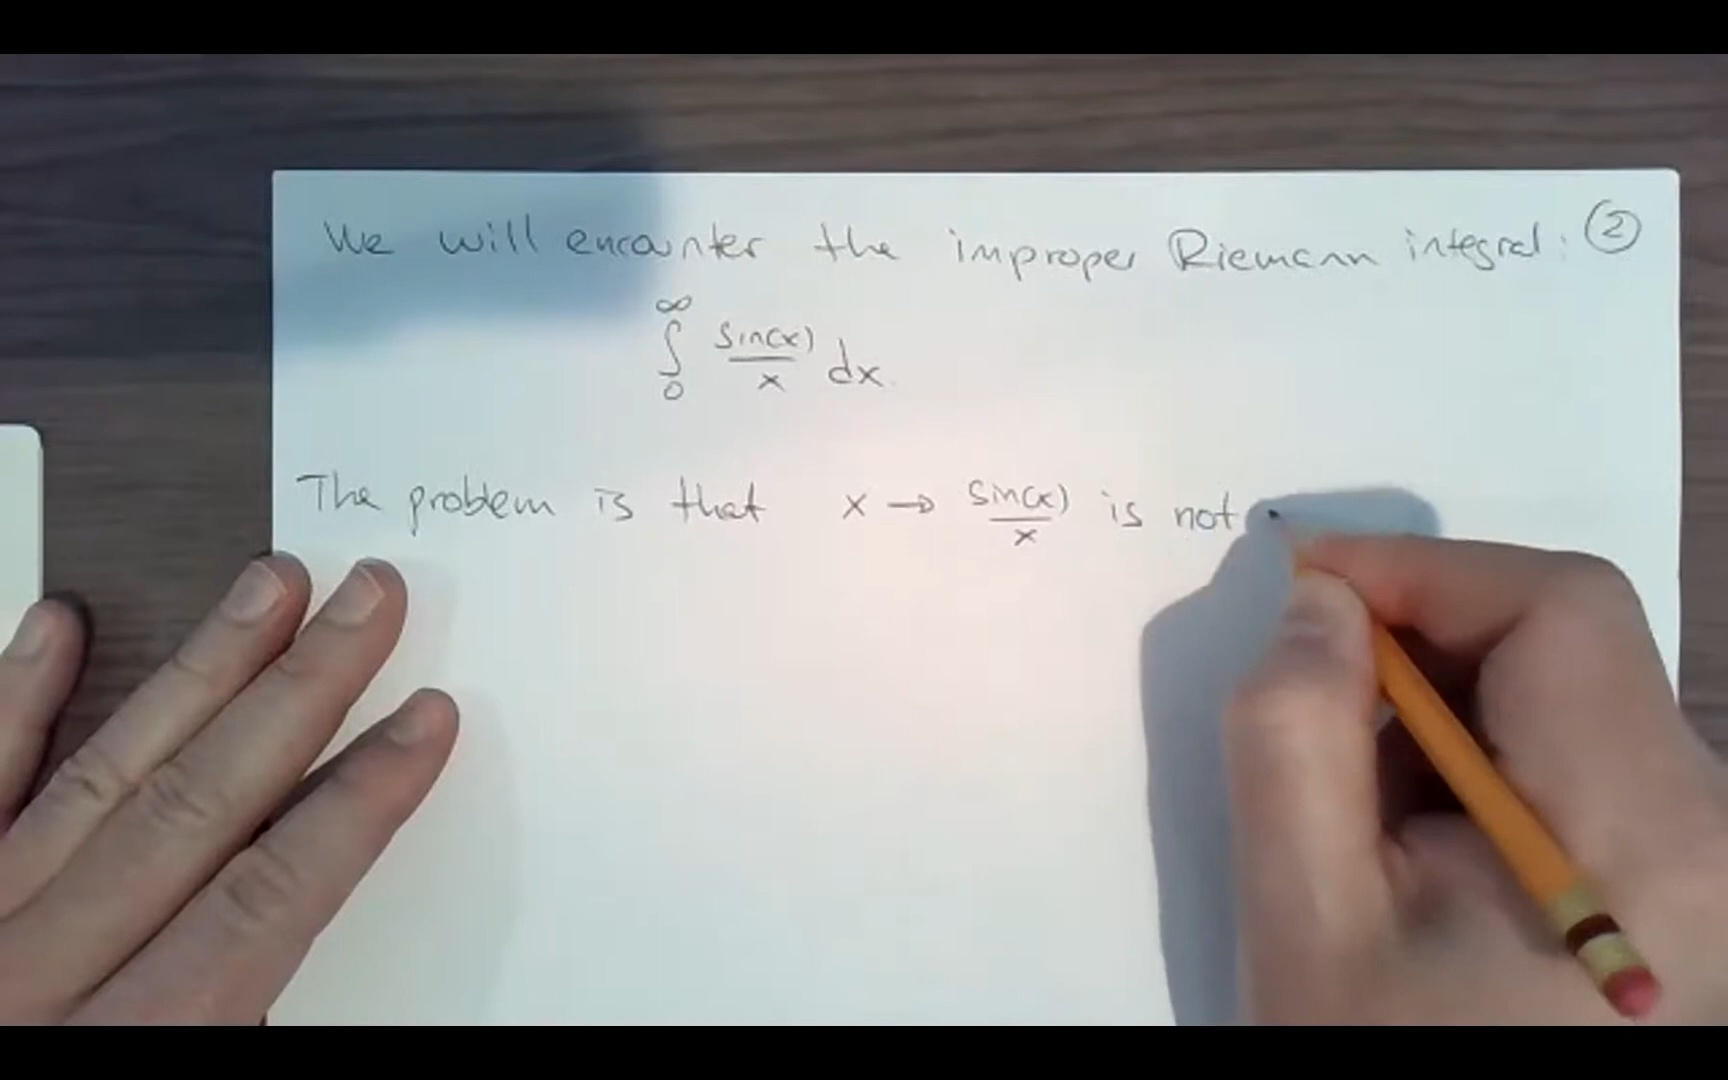 We will encounter the improper Riemann integral: ②
∫₀^∞ sin(x)/x dx.
The problem is that x → sin(x)/x is not